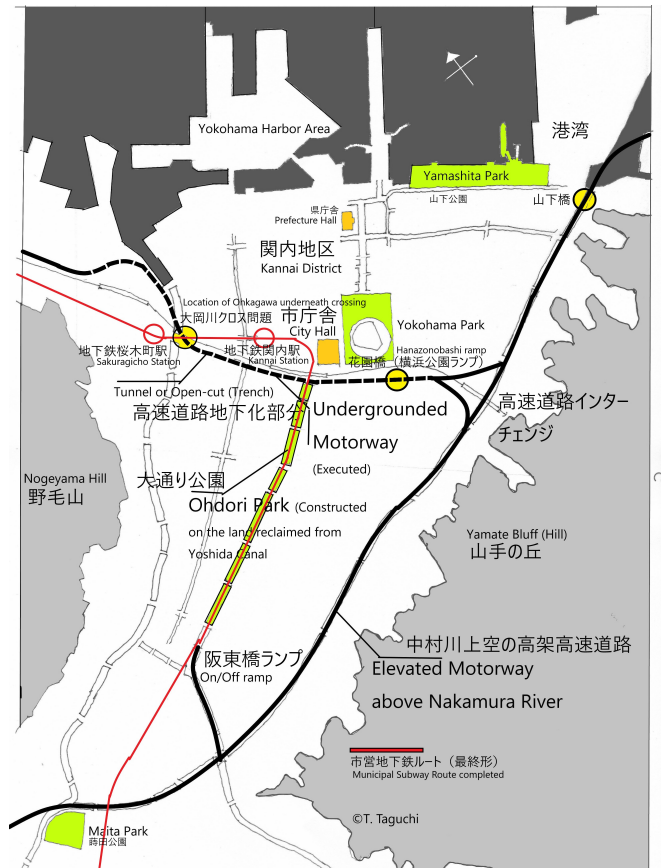 Yokohama Harbor Area
港湾
Yamashita Park
山下公園
山下橋
県庁舎
Prefecture Hall
関内地区
Kannai District
Location of Ohkagawa underneath crossing
大岡川クロス問題
市庁舎
City Hall
Yokohama Park
地下鉄桜木町駅
Sakuragicho Station
地下鉄関内駅
Kannai Station
Hanazonobashi ramp
花園橋（横浜公園ランプ）
Tunnel or Open-cut (Trench)
高速道路地下化部分
Undergrounded
Motorway
(Executed)
高速道路インター
チェンジ
大通り公園
Ohdori Park (Constructed
on the land reclaimed from
Yoshida Canal
Nogeyama Hill
野毛山
Yamate Bluff (Hill)
山手の丘
阪東橋ランプ
On/Off ramp
中村川上空の高架高速道路
Elevated Motorway
above Nakamura River
市営地下鉄ルート（最終形）
Municipal Subway Route completed
©T. Taguchi
Maita Park
蒔田公園